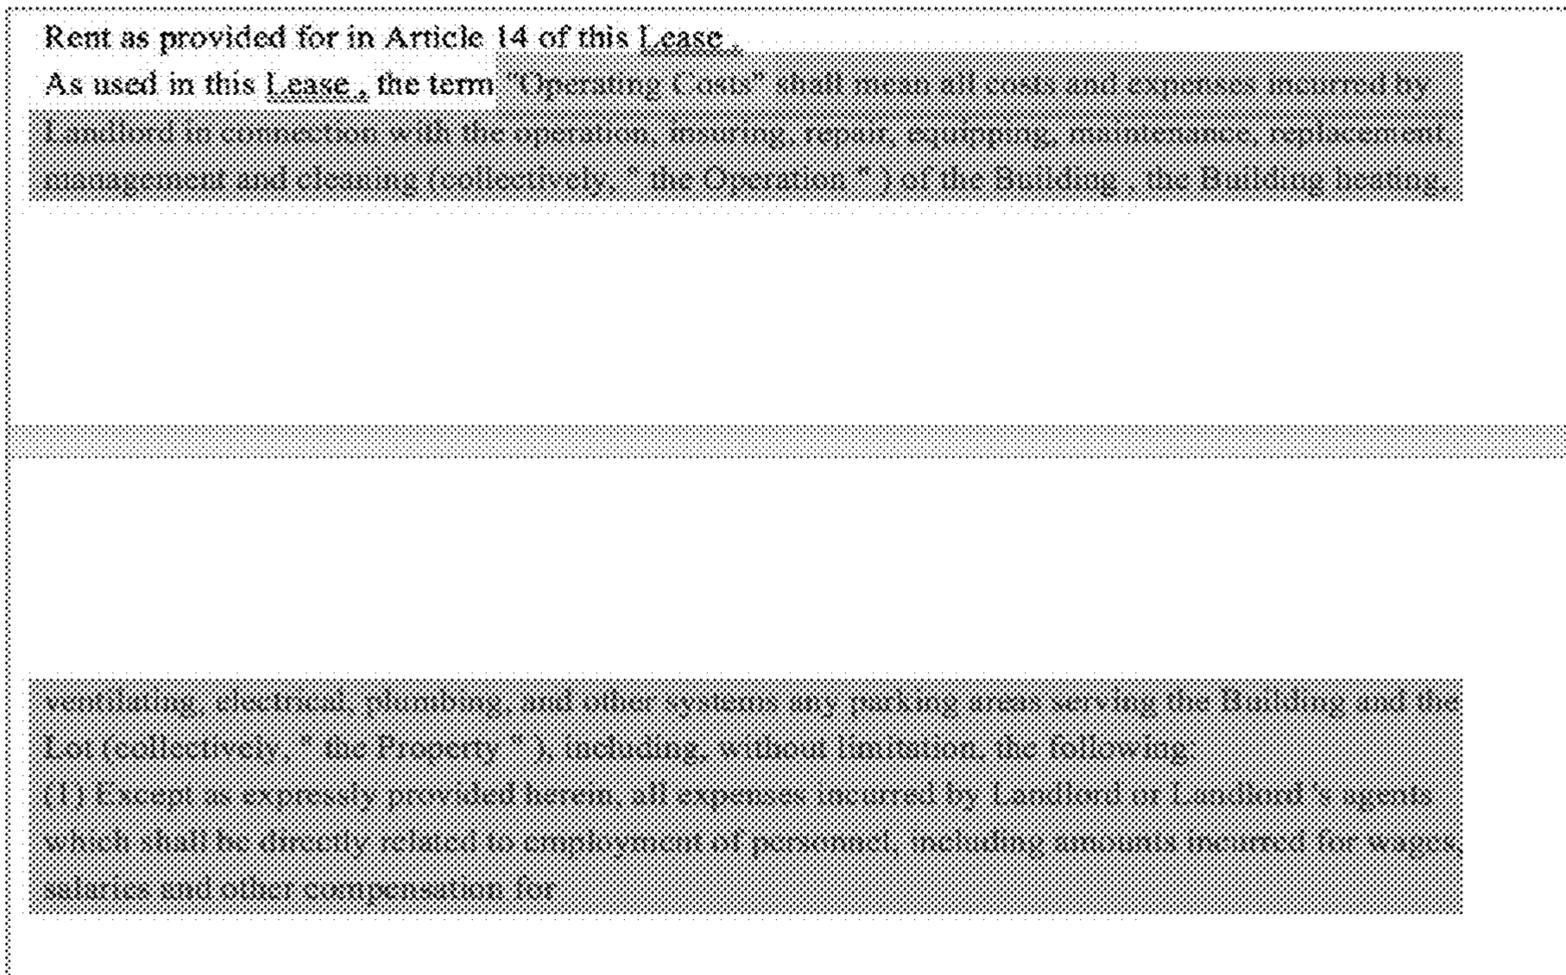 Rent as provided for in Article 14 of this Lease .
As used in this Lease , the term "Operating Costs" shall mean all costs and expenses incurred by
Landlord in connection with the operation, insuring, repair, equipping, maintenance, replacement,
management and cleaning (collectively, " the Operation " ) of the Building , the Building heating,
ventilating, electrical, plumbing, and other systems any parking areas serving the Building and the
Lot (collectively, " the Property " ), including, without limitation, the following:
(1) Except as expressly provided herein, all expenses incurred by Landlord or Landlord 's agents
which shall be directly related to employment of personnel, including amounts incurred for wages,
salaries and other compensation for